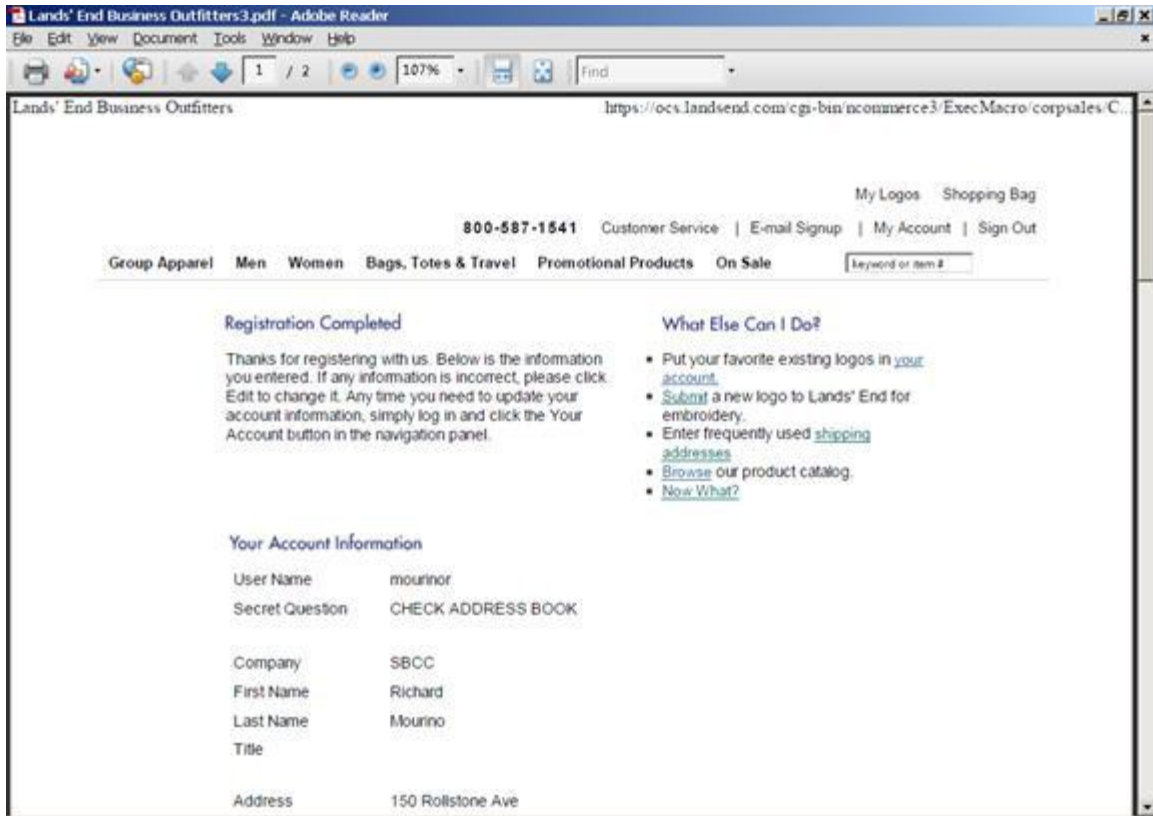 Lands' End Business Outfitters3.pdf - Adobe Reader
File Edit View Document Tools Window Help
1 / 2 107% Find
Lands' End Business Outfitters https://ocs.landsend.com/cgi-bin/ncommerce3/ExecMacro/corpsales/C...
My Logos Shopping Bag
800-587-1541 Customer Service | E-mail Signup | My Account | Sign Out
Group Apparel Men Women Bags, Totes & Travel Promotional Products On Sale keyword or item #
Registration Completed
Thanks for registering with us. Below is the information
you entered. If any information is incorrect, please click
Edit to change it. Any time you need to update your
account information, simply log in and click the Your
Account button in the navigation panel.
What Else Can I Do?
Put your favorite existing logos in your
account.
Submit a new logo to Lands' End for
embroidery.
Enter frequently used shipping
addresses
Browse our product catalog.
Now What?
Your Account Information
User Name mourinor
Secret Question CHECK ADDRESS BOOK
Company SBCC
First Name Richard
Last Name Mourino
Title
Address 150 Rollstone Ave